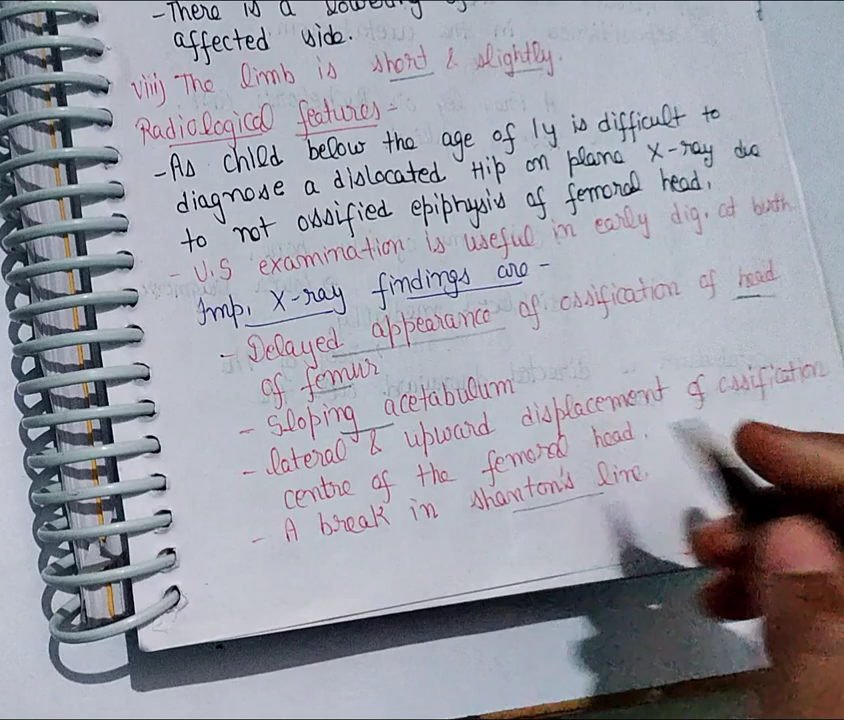 - There is a
affected side.
viii) The limb is short & slightly.
Radiological features -
- As child below the age of 1y is difficult to
diagnose a dislocated Hip on plane X-ray due
to not ossified epiphysis of femoral head.
- U.S examination is useful in early dig. at birth
Imp. X-ray findings are -
- Delayed appearance of ossification of head
of femur
- Sloping acetabulum
- lateral & upward displacement of ossification
centre of the femoral head.
- A break in shanton's line.